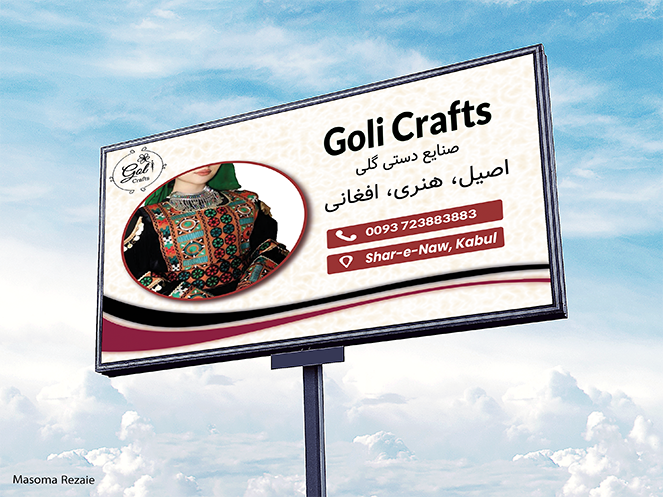 Goli
Crafts
Goli Crafts
صنایع دستی گلی
اصیل، هنری، افغانی
0093 723883883
Shar-e-Naw, Kabul
Masoma Rezaie